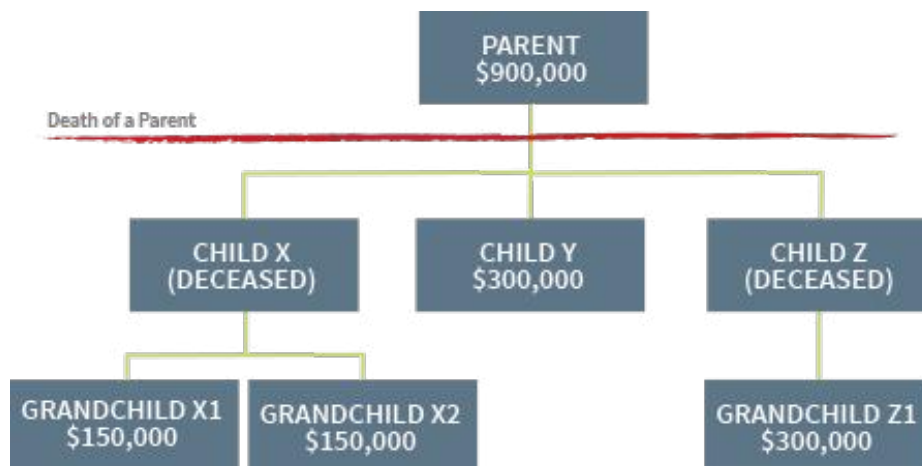 PARENT
$900,000
Death of a Parent
CHILD X
(DECEASED)
CHILD Y
$300,000
CHILD Z
(DECEASED)
GRANDCHILD X1
$150,000
GRANDCHILD X2
$150,000
GRANDCHILD Z1
$300,000